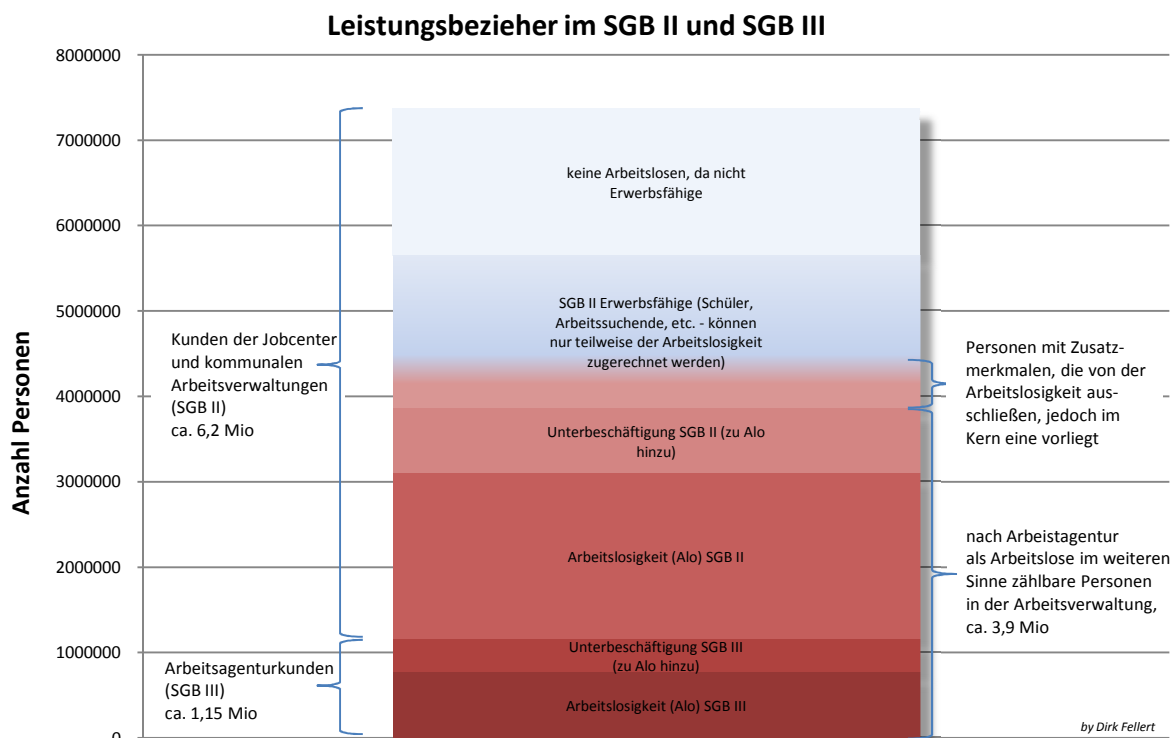 Leistungsbezieher im SGB II und SGB III
8000000
7000000
6000000
5000000
4000000
3000000
2000000
1000000
0
Anzahl Personen
Kunden der Jobcenter
und kommunalen
Arbeitsverwaltungen
(SGB II)
ca. 6,2 Mio
Arbeitsagenturkunden
(SGB III)
ca. 1,15 Mio
keine Arbeitslosen, da nicht
Erwerbsfähige
SGB II Erwerbsfähige (Schüler,
Arbeitssuchende, etc. - können
nur teilweise der Arbeitslosigkeit
zugerechnet werden)
Unterbeschäftigung SGB II (zu Alo
hinzu)
Arbeitslosigkeit (Alo) SGB II
Unterbeschäftigung SGB III
(zu Alo hinzu)
Arbeitslosigkeit (Alo) SGB III
Personen mit Zusatz-
merkmalen, die von der
Arbeitslosigkeit aus-
schließen, jedoch im
Kern eine vorliegt
nach Arbeistagentur
als Arbeitslose im weiteren
Sinne zählbare Personen
in der Arbeitsverwaltung,
ca. 3,9 Mio
by Dirk Fellert